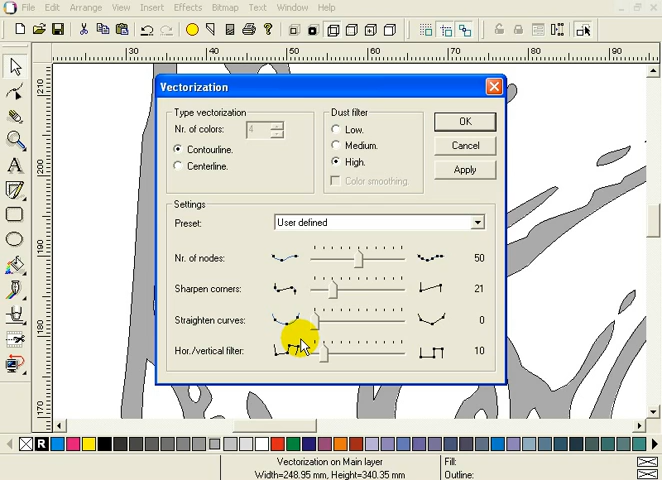 File Edit Arrange View Insert Effects Bitmap Text Window Help
30 50 60 70 80 90
210
200
190
180
170
Vectorization
Type vectorization
Nr. of colors: 4
Contourline.
Centerline.
Dust filter
Low.
Medium.
High.
Color smoothing
OK
Cancel
Apply
Settings
Preset: User defined
Nr. of nodes: 50
Sharpen corners: 21
Straighten curves: 0
Hor./vertical filter: 10
R
Vectorization on Main layer
Width=248.95 mm, Height=340.35 mm
Fill:
Outline: